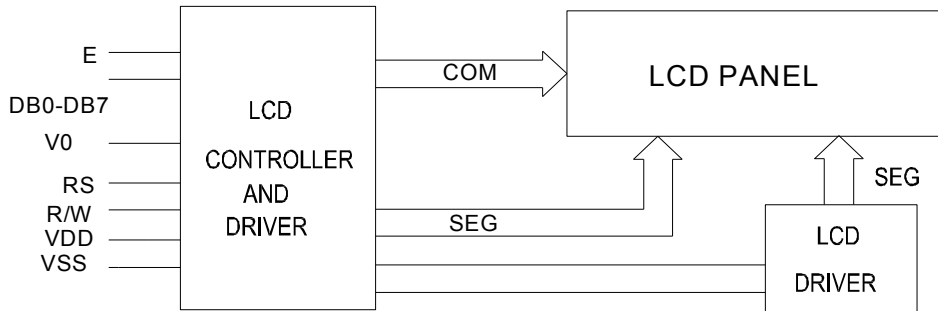 E
DB0-DB7
V0
RS
R/W
VDD
VSS
LCD
CONTROLLER
AND
DRIVER
COM
SEG
LCD PANEL
SEG
LCD
DRIVER